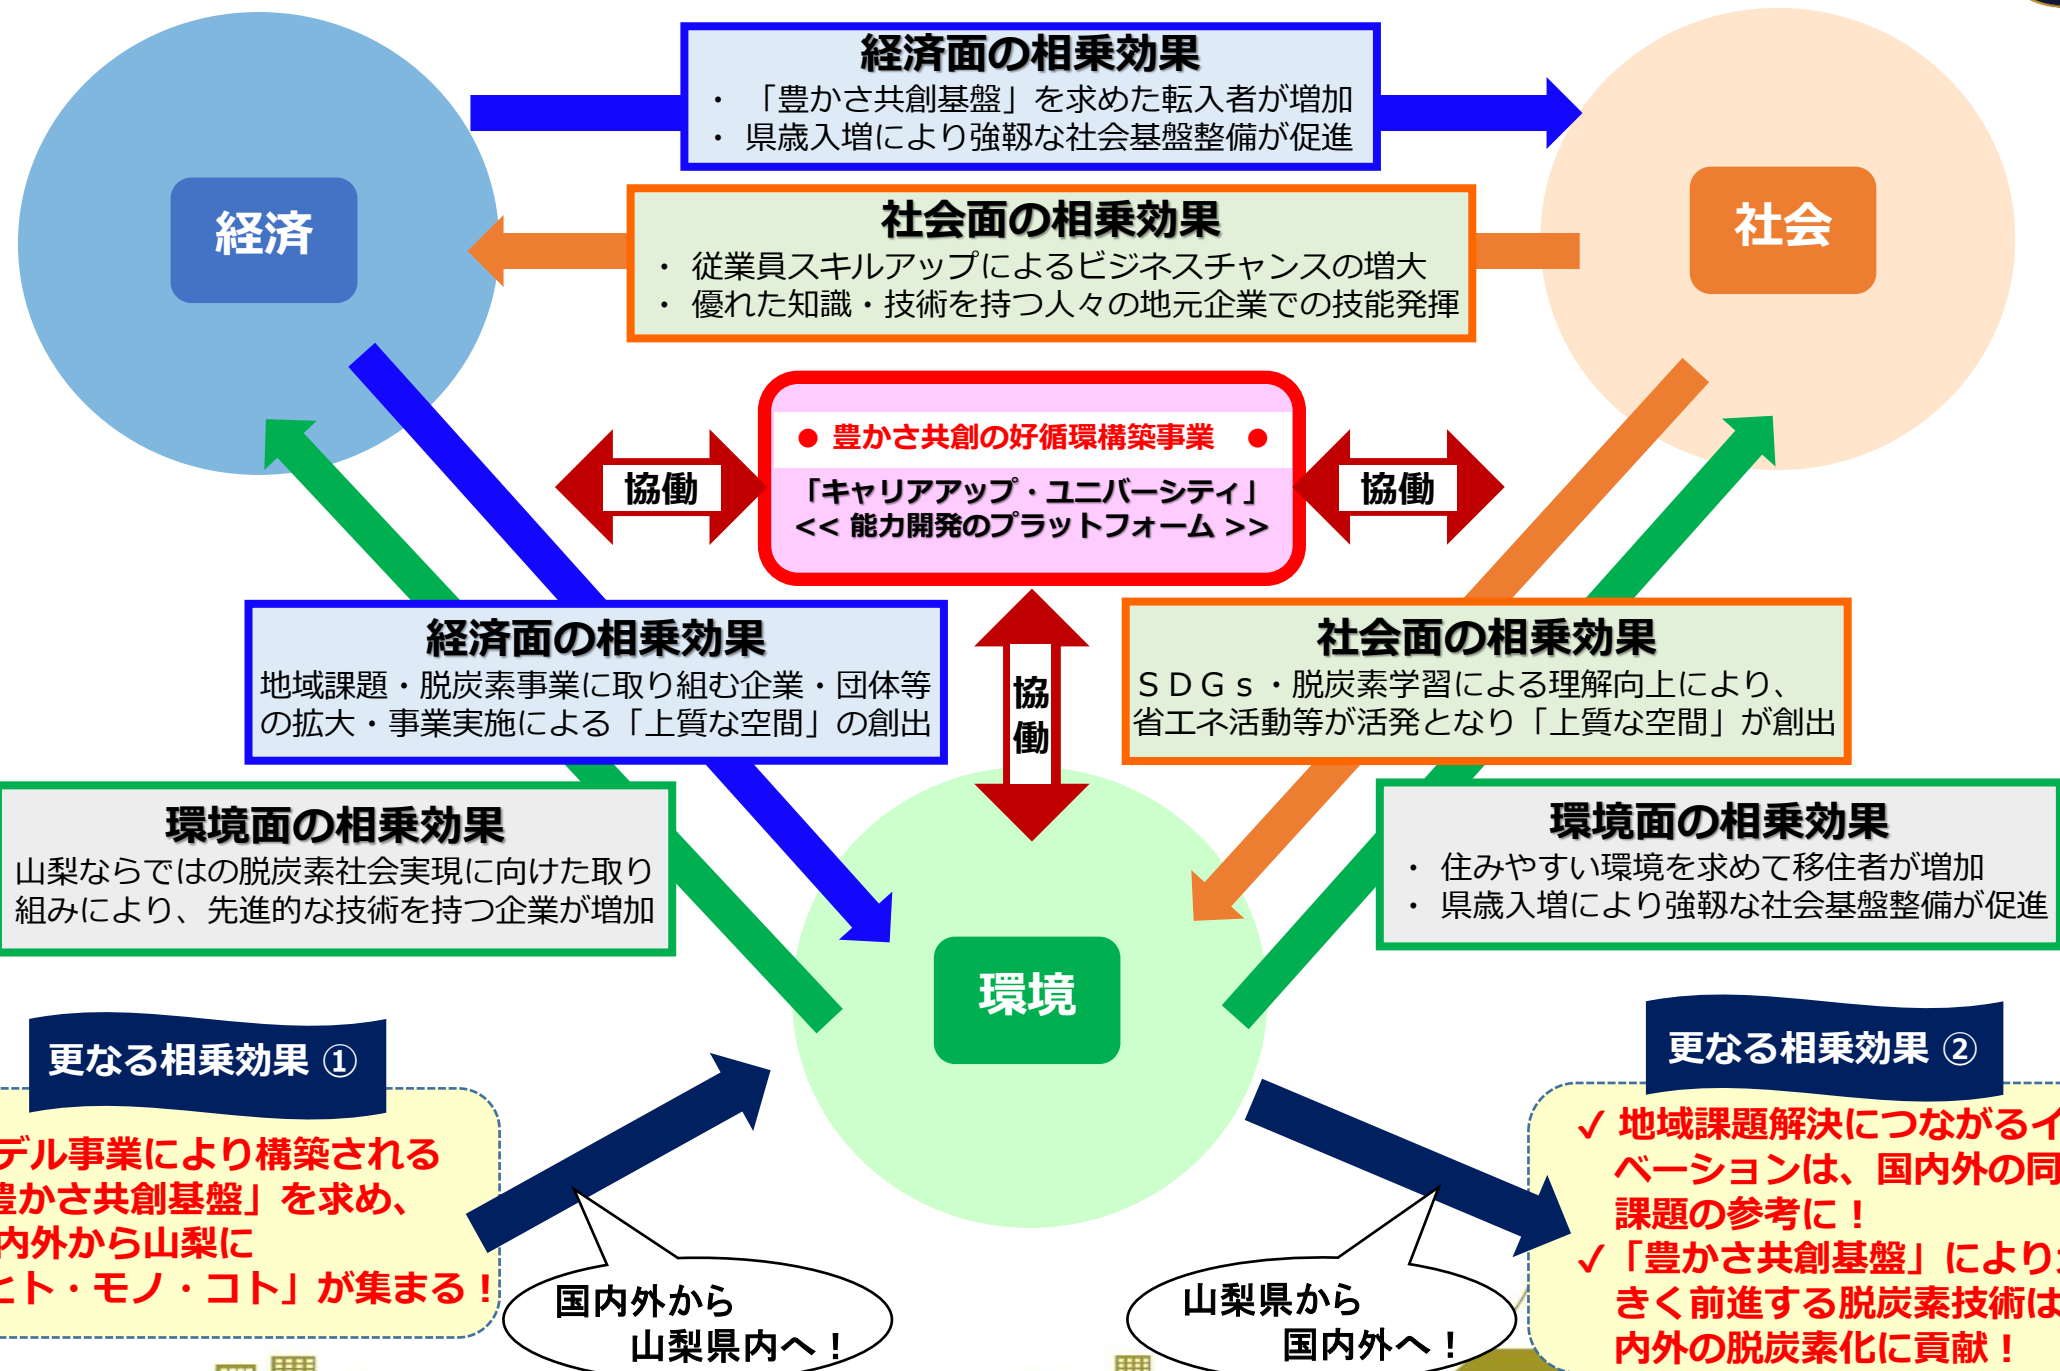 経済面の相乗効果
・ 「豊かさ共創基盤」を求めた転入者が増加
・ 県歳入増により強靱な社会基盤整備が促進
経済
社会
社会面の相乗効果
・ 従業員スキルアップによるビジネスチャンスの増大
・ 優れた知識・技術を持つ人々の地元企業での技能発揮
● 豊かさ共創の好循環構築事業 ●
「キャリアアップ・ユニバーシティ」
<< 能力開発のプラットフォーム >>
協働
協働
協
働
経済面の相乗効果
地域課題・脱炭素事業に取り組む企業・団体等
の拡大・事業実施による「上質な空間」の創出
社会面の相乗効果
ＳＤＧｓ・脱炭素学習による理解向上により、
省エネ活動等が活発となり「上質な空間」が創出
環境面の相乗効果
山梨ならではの脱炭素社会実現に向けた取り
組みにより、先進的な技術を持つ企業が増加
環境面の相乗効果
・ 住みやすい環境を求めて移住者が増加
・ 県歳入増により強靱な社会基盤整備が促進
環境
更なる相乗効果 ①
デル事業により構築される
豊かさ共創基盤」を求め、
内外から山梨に
ヒト・モノ・コト」が集まる！
国内外から
山梨県内へ！
山梨県から
国内外へ！
更なる相乗効果 ②
✓ 地域課題解決につながるイ
ベーションは、国内外の同
課題の参考に！
✓「豊かさ共創基盤」により
きく前進する脱炭素技術は
内外の脱炭素化に貢献！